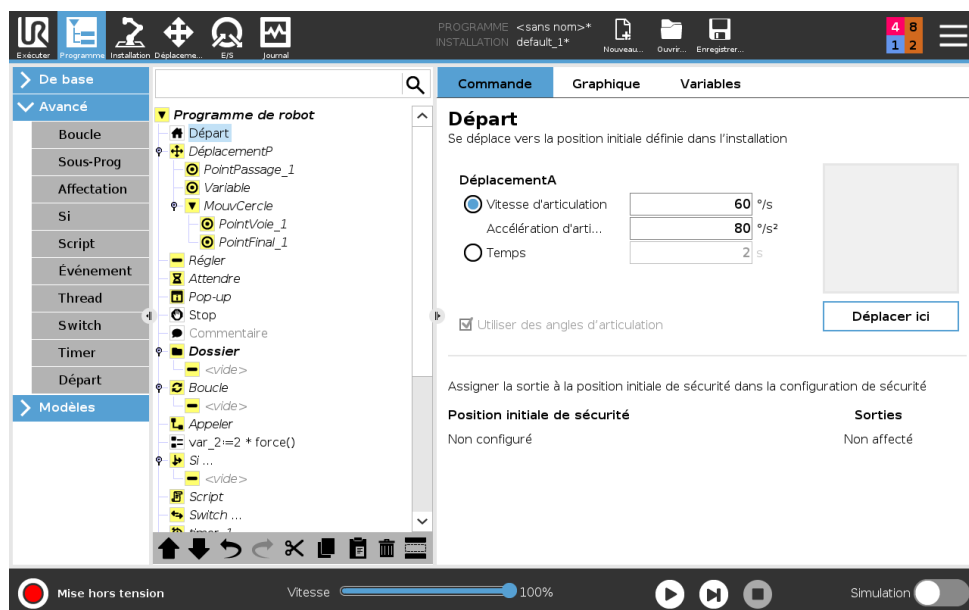 PROGRAMME <sans nom>*
INSTALLATION default_1*
Exécuter
Programme
Installation
Déplaceme...
E/S
Journal
Nouveau...
Ouvrir...
Enregistrer...
4 8
1 2
De base
Avancé
Boucle
Sous-Prog
Affectation
Si
Script
Événement
Thread
Switch
Timer
Départ
Modèles
Programme de robot
Départ
DéplacementP
PointPassage_1
Variable
MouvCercle
PointVoie_1
PointFinal_1
Régler
Attendre
Pop-up
Stop
Commentaire
Dossier
<vide>
Boucle
<vide>
Appeler
var_2:=2 * force()
Si ...
<vide>
Script
Switch ...
timer_1
Commande
Graphique
Variables
Départ
Se déplace vers la position initiale définie dans l'installation
DéplacementA
Vitesse d'articulation 60 °/s
Accélération d'arti... 80 °/s²
Temps 2 s
Utiliser des angles d'articulation
Déplacer ici
Assigner la sortie à la position initiale de sécurité dans la configuration de sécurité
Position initiale de sécurité Sorties
Non configuré Non affecté
Mise hors tension
Vitesse 100%
Simulation